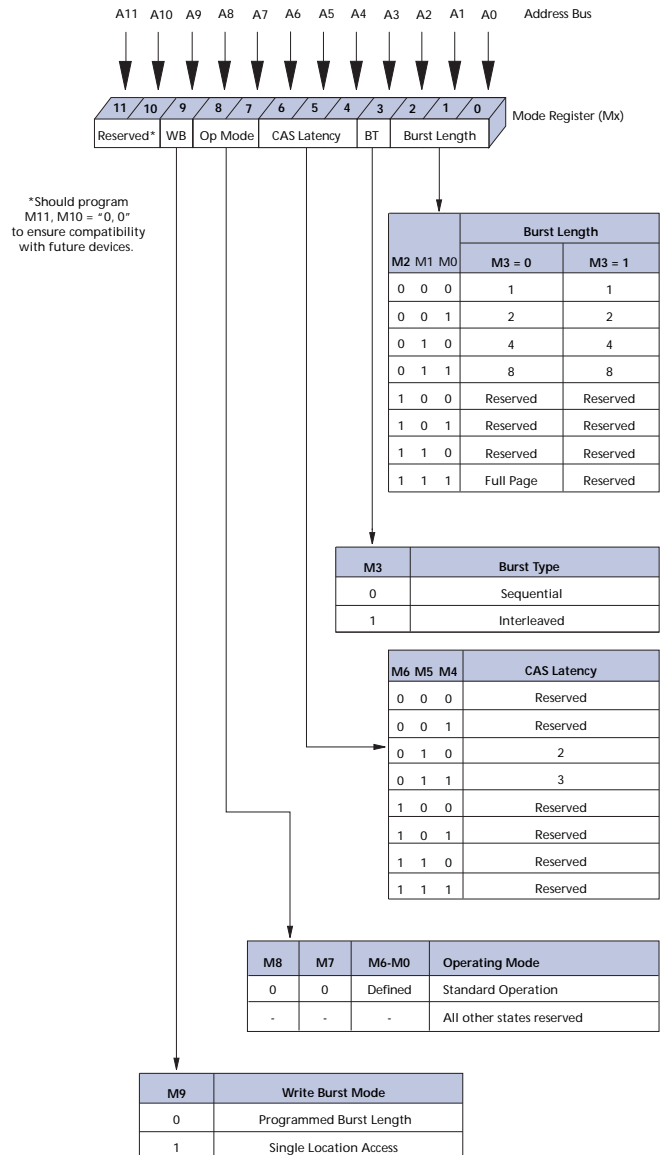 A11 A10 A9 A8 A7 A6 A5 A4 A3 A2 A1 A0 Address Bus
11 10 9 8 7 6 5 4 3 2 1 0
Mode Register (Mx)
Reserved* WB Op Mode CAS Latency BT Burst Length
*Should program
M11, M10 = "0, 0"
to ensure compatibility
with future devices.
Burst Length
M2 M1 M0 M3 = 0 M3 = 1
0 0 0 1 1
0 0 1 2 2
0 1 0 4 4
0 1 1 8 8
1 0 0 Reserved Reserved
1 0 1 Reserved Reserved
1 1 0 Reserved Reserved
1 1 1 Full Page Reserved
M3 Burst Type
0 Sequential
1 Interleaved
M6 M5 M4 CAS Latency
0 0 0 Reserved
0 0 1 Reserved
0 1 0 2
0 1 1 3
1 0 0 Reserved
1 0 1 Reserved
1 1 0 Reserved
1 1 1 Reserved
M8 M7 M6-M0 Operating Mode
0 0 Defined Standard Operation
- - - All other states reserved
M9 Write Burst Mode
0 Programmed Burst Length
1 Single Location Access